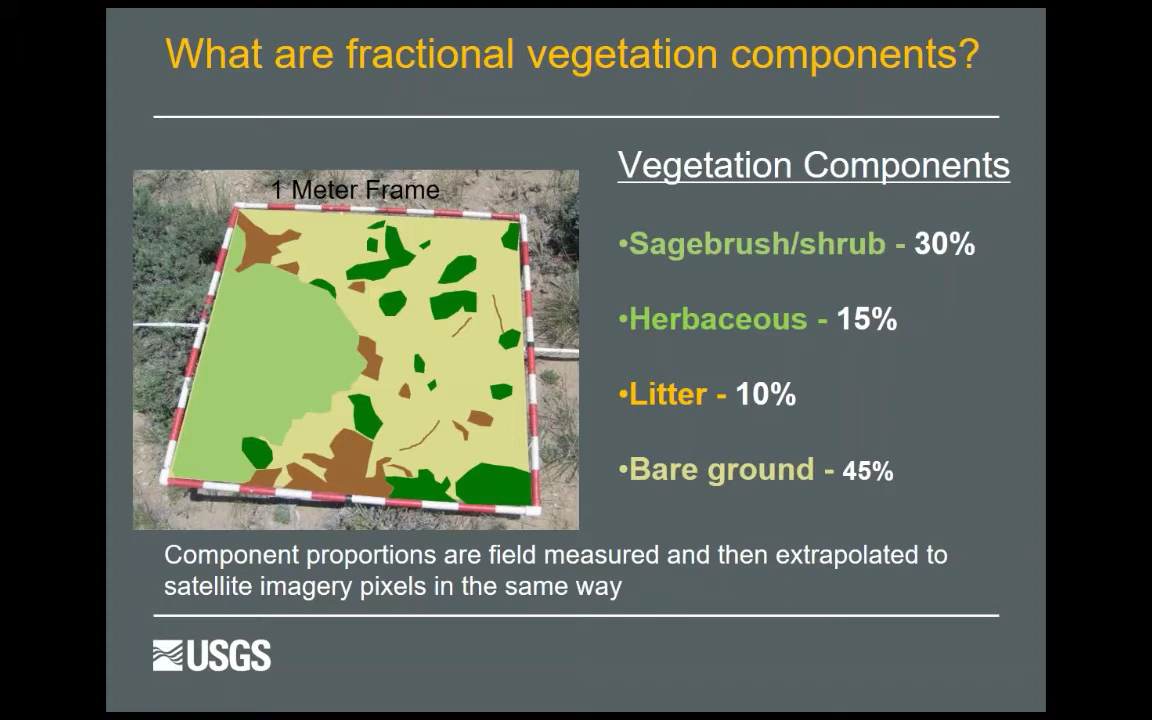 What are fractional vegetation components?
1 Meter Frame
Vegetation Components
•Sagebrush/shrub - 30%
•Herbaceous - 15%
•Litter - 10%
•Bare ground - 45%
Component proportions are field measured and then extrapolated to
satellite imagery pixels in the same way
USGS